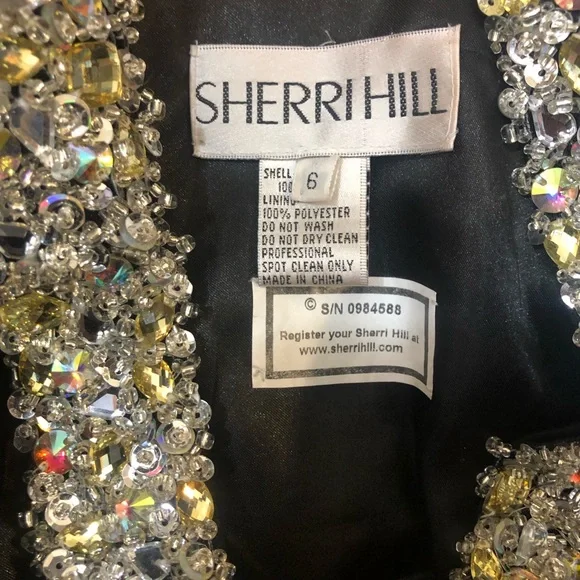 SHERRI HILL
6
SHELL
100
LINING
100% POLYESTER
DO NOT WASH
DO NOT DRY CLEAN
PROFESSIONAL
SPOT CLEAN ONLY
MADE IN CHINA
© S/N 0984588
Register your Sherri Hill at
www.sherrihill.com